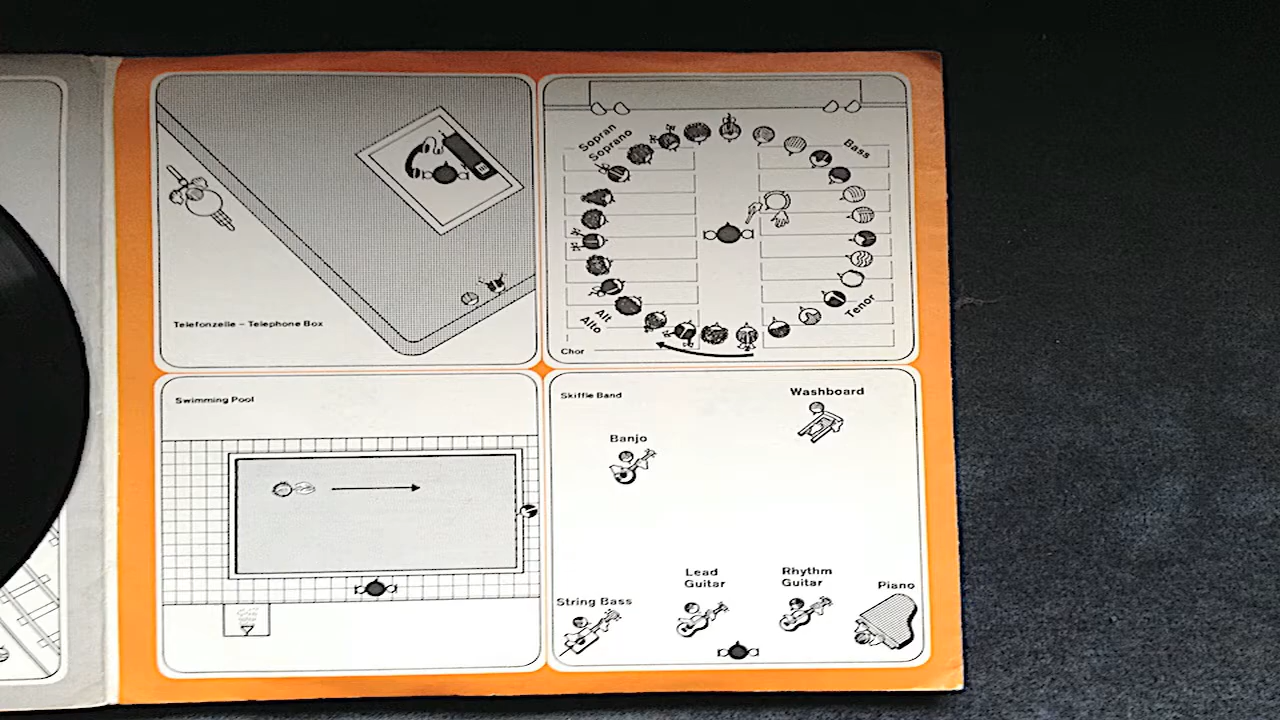 Telefonzelle – Telephone Box
Sopran
Soprano
Bass
Alt
Alto
Tenor
Chor
Swimming Pool
Skiffle Band
Washboard
Banjo
Lead
Guitar
Rhythm
Guitar
Piano
String Bass